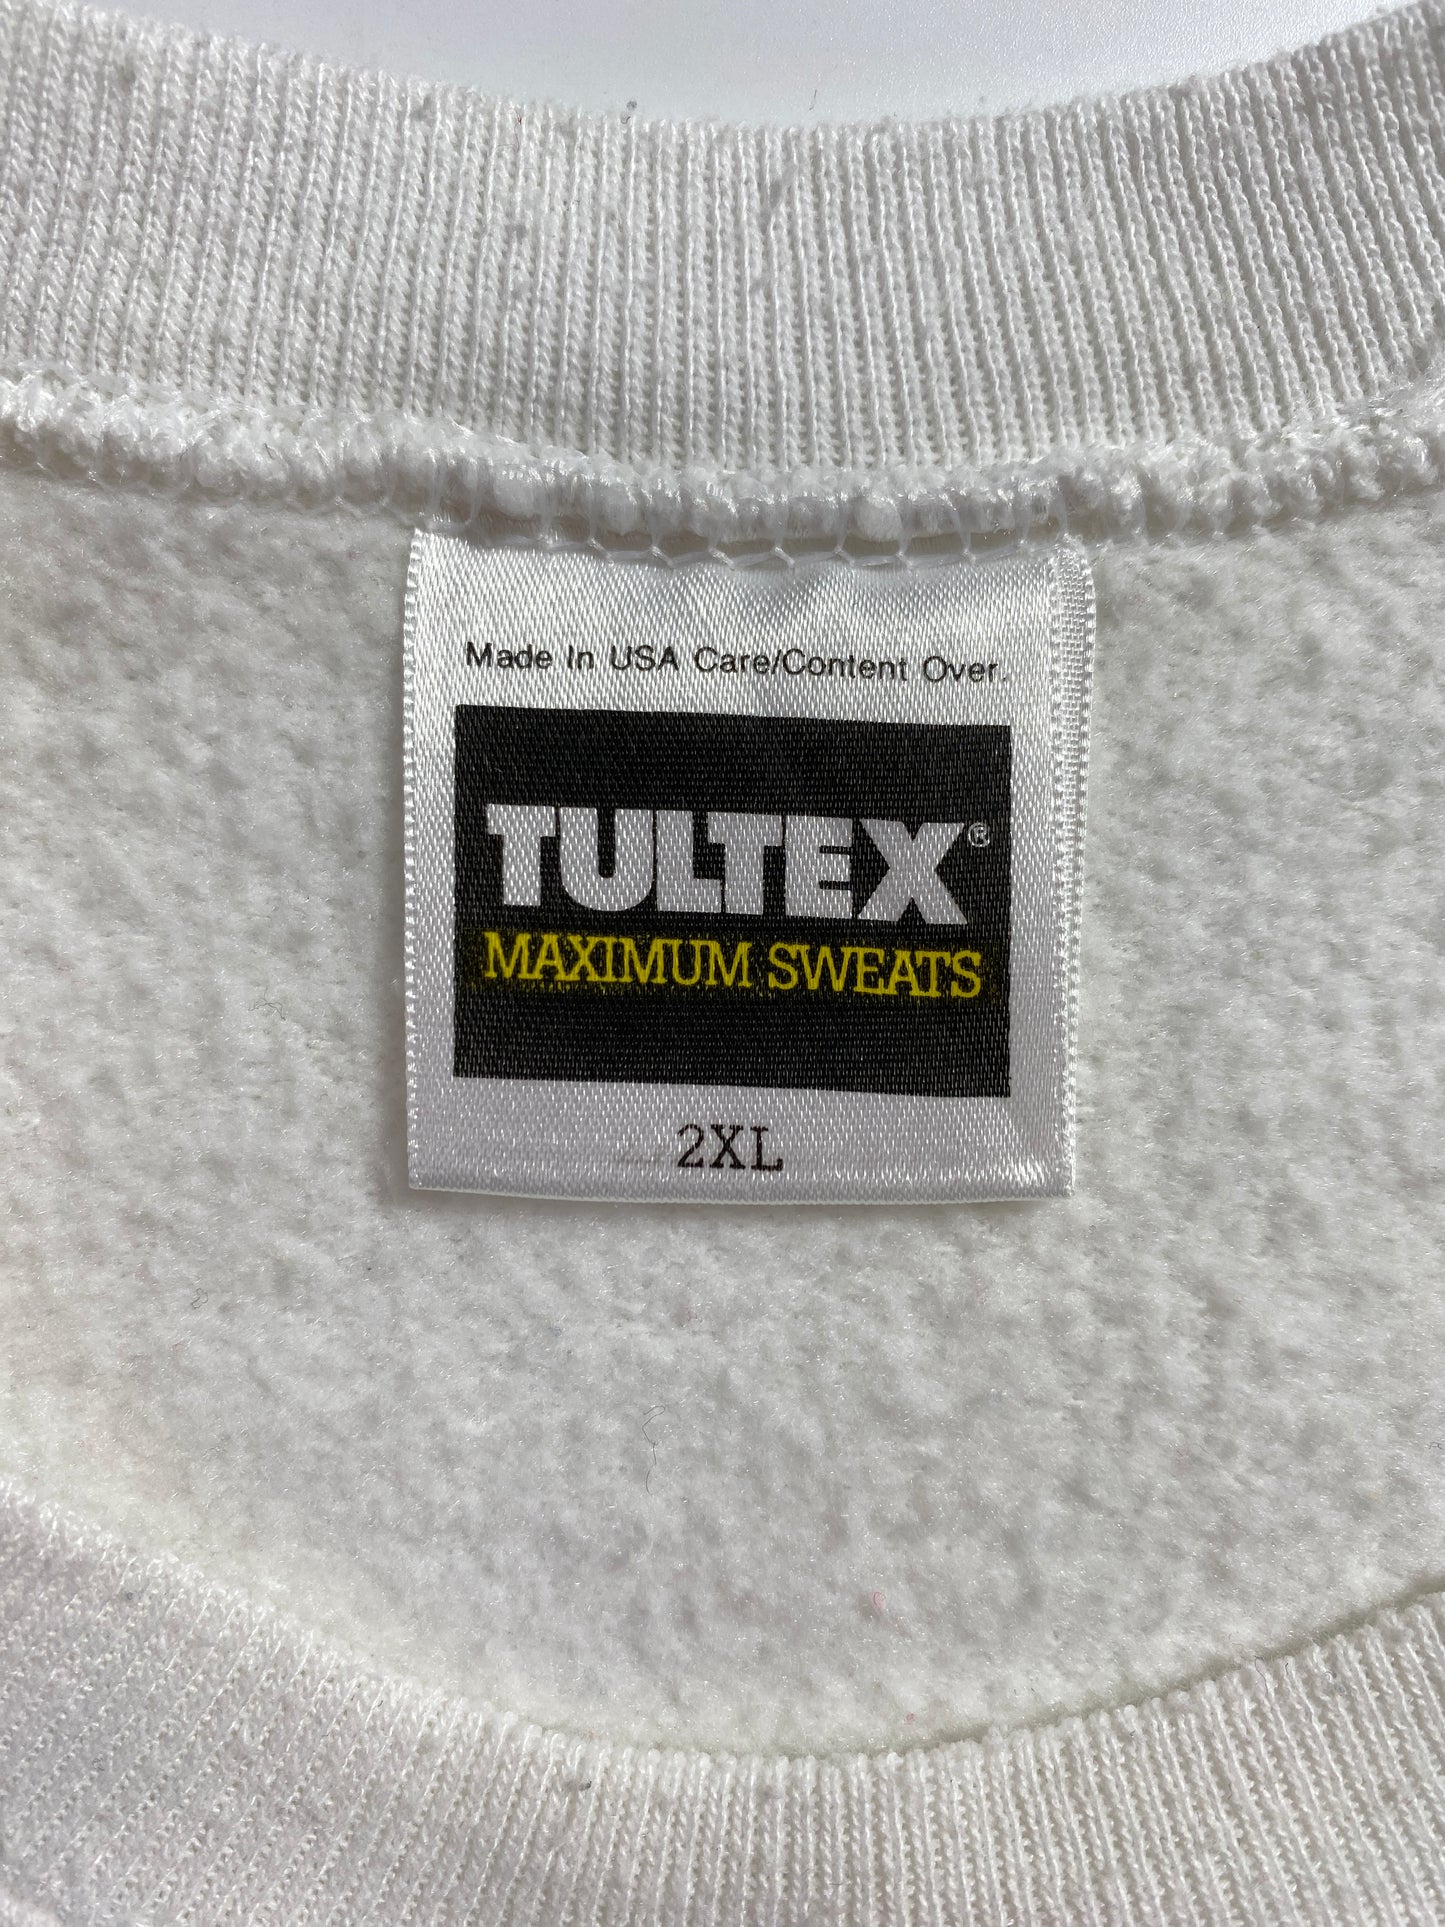 Made In USA Care/Content Over.
TULTEX®
MAXIMUM SWEATS
2XL